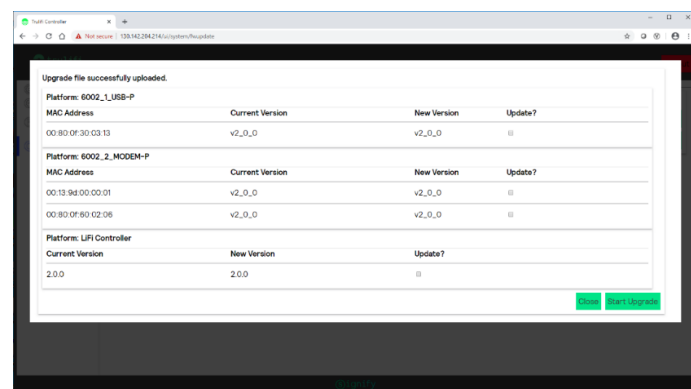 TruliFi Controller
Not secure | 130.142.204.214/ui/system/fwupdate
Upgrade file successfully uploaded.
Platform: 6002_1_USB-P
MAC Address Current Version New Version Update?
00:80:0f:30:03:13 v2_0_0 v2_0_0
Platform: 6002_2_MODEM-P
MAC Address Current Version New Version Update?
00:13:9d:00:00:01 v2_0_0 v2_0_0
00:80:0f:60:02:06 v2_0_0 v2_0_0
Platform: LiFi Controller
Current Version New Version Update?
2.0.0 2.0.0
Close Start Upgrade
Signify